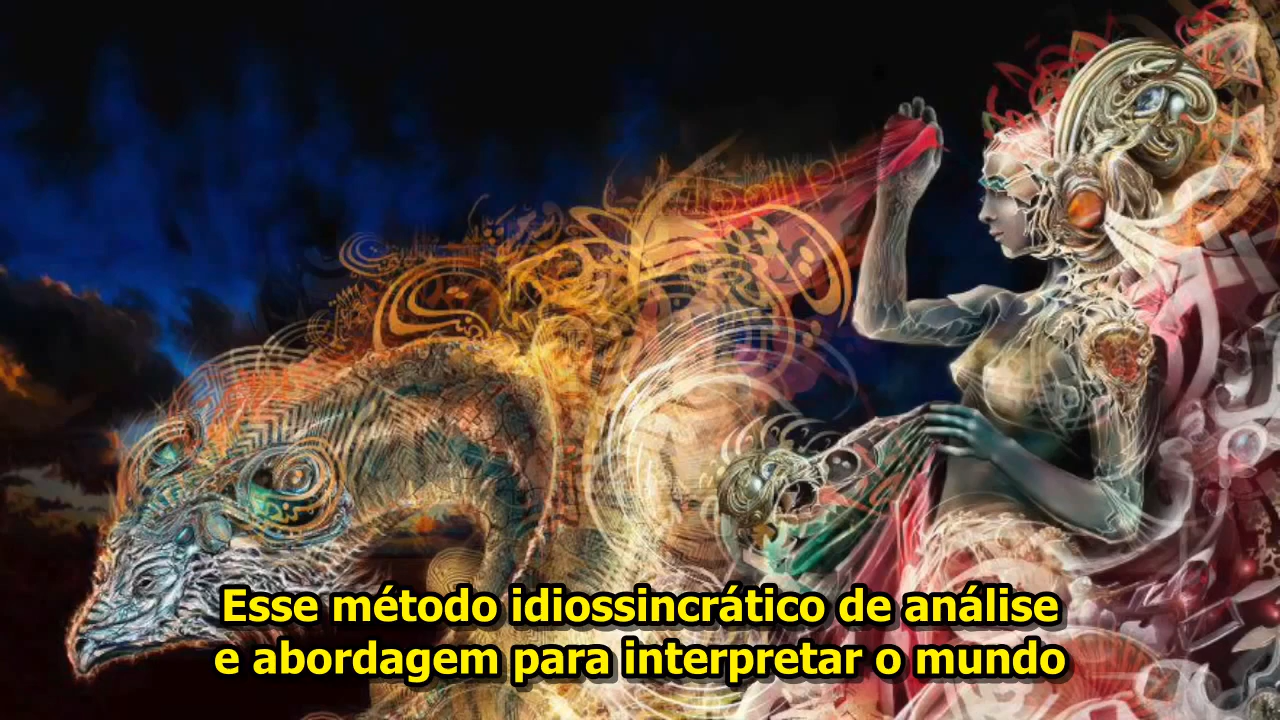 Esse método idiossincrático de análise
e abordagem para interpretar o mundo